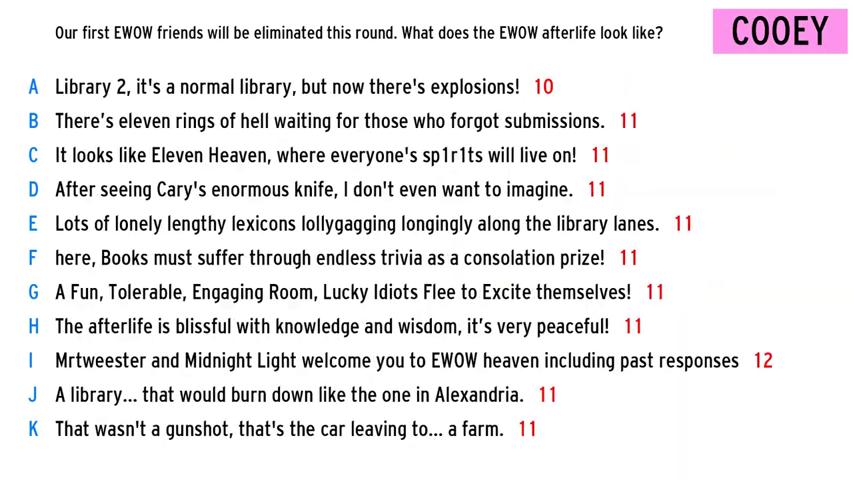 Our first EWOW friends will be eliminated this round. What does the EWOW afterlife look like?
COOEY
A Library 2, it's a normal library, but now there's explosions! 10
B There’s eleven rings of hell waiting for those who forgot submissions. 11
C It looks like Eleven Heaven, where everyone's sp1r1ts will live on! 11
D After seeing Cary's enormous knife, I don't even want to imagine. 11
E Lots of lonely lengthy lexicons lollygagging longingly along the library lanes. 11
F here, Books must suffer through endless trivia as a consolation prize! 11
G A Fun, Tolerable, Engaging Room, Lucky Idiots Flee to Excite themselves! 11
H The afterlife is blissful with knowledge and wisdom, it’s very peaceful! 11
I Mrtweester and Midnight Light welcome you to EWOW heaven including past responses 12
J A library... that would burn down like the one in Alexandria. 11
K That wasn't a gunshot, that's the car leaving to... a farm. 11